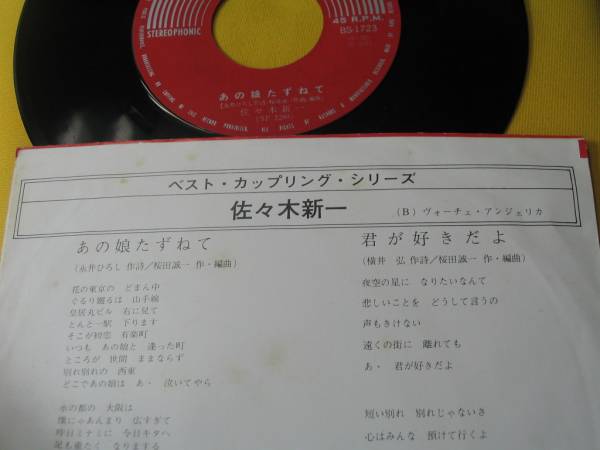 STEREOPHONIC
45 R.P.M.
BS-1723
あの娘たずねて
佐々木新一
ベスト・カップリング・シリーズ
佐々木新一
(B) ヴォーチェ・アンジェリカ
あの娘たずねて
(永井ひろし 作詩/桜田誠一 作・編曲)
花の東京の どまん中
ぐるり廻るは 山手線
皇居丸ビル 右に見て
とんと一駅 下ります
そこが初恋 有楽町
いつも あの娘と 逢った町
ところが 世間 ままならず
別れ別れの 西東
どこであの娘は あゝ 泣いてやら
水の都の 大阪は
懐にゃあんまり 広すぎて
昨日ミナミに 今日キタへ
足も重たく なりまする
君が好きだよ
(横井 弘 作詩/桜田誠一 作・編曲)
夜空の星に なりたいなんて
悲しいことを どうして言うの
声もきけない
遠くの街に 離れても
あゝ 君が好きだよ
短い別れ 別れじゃないさ
心はみんな 預けて行くよ